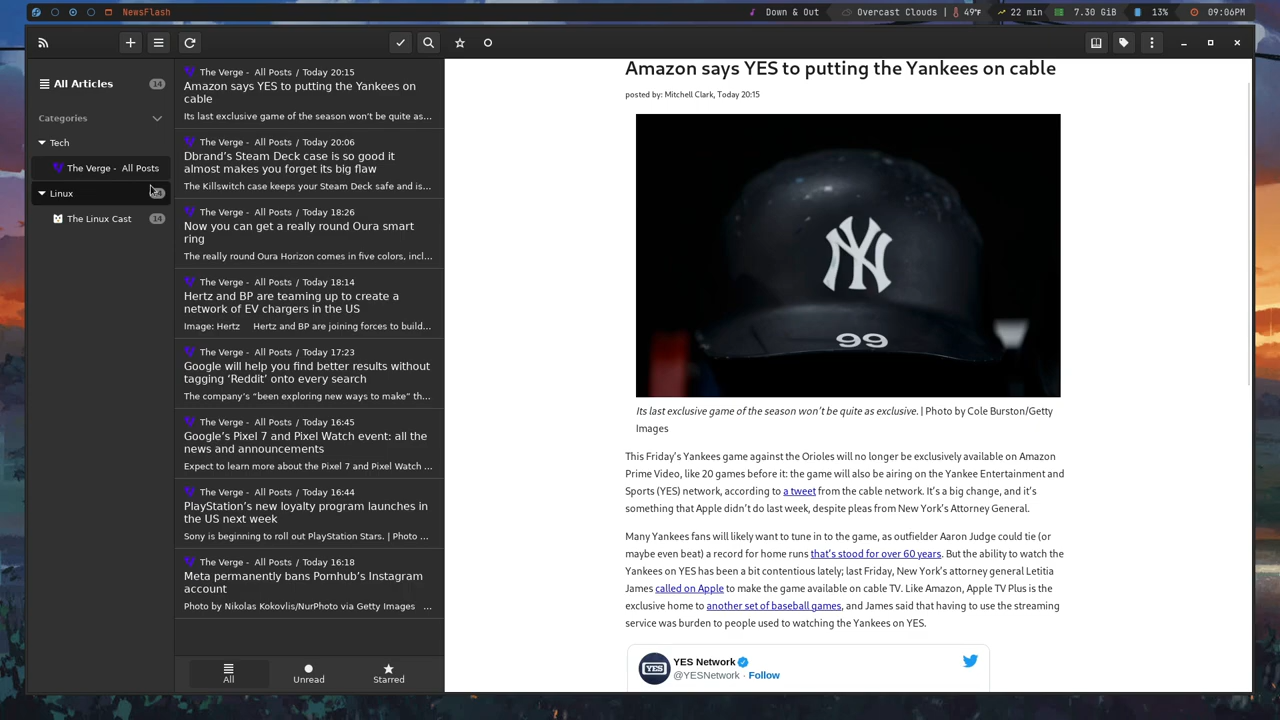 NewsFlash
Down & Out
Overcast Clouds
49°F
22 min
7.30 GiB
13%
09:06PM
All Articles 14
Categories
Tech
The Verge - All Posts
Linux
The Linux Cast 14
The Verge - All Posts / Today 20:15
Amazon says YES to putting the Yankees on
cable
Its last exclusive game of the season won't be quite as…
The Verge - All Posts / Today 20:06
Dbrand's Steam Deck case is so good it
almost makes you forget its big flaw
The Killswitch case keeps your Steam Deck safe and is…
The Verge - All Posts / Today 18:26
Now you can get a really round Oura smart
ring
The really round Oura Horizon comes in five colors, incl…
The Verge - All Posts / Today 18:14
Hertz and BP are teaming up to create a
network of EV chargers in the US
Image: Hertz Hertz and BP are joining forces to build…
The Verge - All Posts / Today 17:23
Google will help you find better results without
tagging ‘Reddit’ onto every search
The company's “been exploring new ways to make” th…
The Verge - All Posts / Today 16:45
Google's Pixel 7 and Pixel Watch event: all the
news and announcements
Expect to learn more about the Pixel 7 and Pixel Watch …
The Verge - All Posts / Today 16:44
PlayStation's new loyalty program launches in
the US next week
Sony is beginning to roll out PlayStation Stars. | Photo …
The Verge - All Posts / Today 16:18
Meta permanently bans Pornhub's Instagram
account
Photo by Nikolas Kokovlis/NurPhoto via Getty Images …
All
Unread
Starred
Amazon says YES to putting the Yankees on cable
posted by: Mitchell Clark, Today 20:15
NY
99
Its last exclusive game of the season won't be quite as exclusive. | Photo by Cole Burston/Getty
Images
This Friday's Yankees game against the Orioles will no longer be exclusively available on Amazon
Prime Video, like 20 games before it: the game will also be airing on the Yankee Entertainment and
Sports (YES) network, according to a tweet from the cable network. It's a big change, and it's
something that Apple didn't do last week, despite pleas from New York's Attorney General.
Many Yankees fans will likely want to tune in to the game, as outfielder Aaron Judge could tie (or
maybe even beat) a record for home runs that's stood for over 60 years. But the ability to watch the
Yankees on YES has been a bit contentious lately; last Friday, New York's attorney general Letitia
James called on Apple to make the game available on cable TV. Like Amazon, Apple TV Plus is the
exclusive home to another set of baseball games, and James said that having to use the streaming
service was burden to people used to watching the Yankees on YES.
YES
YES Network
@YESNetwork · Follow